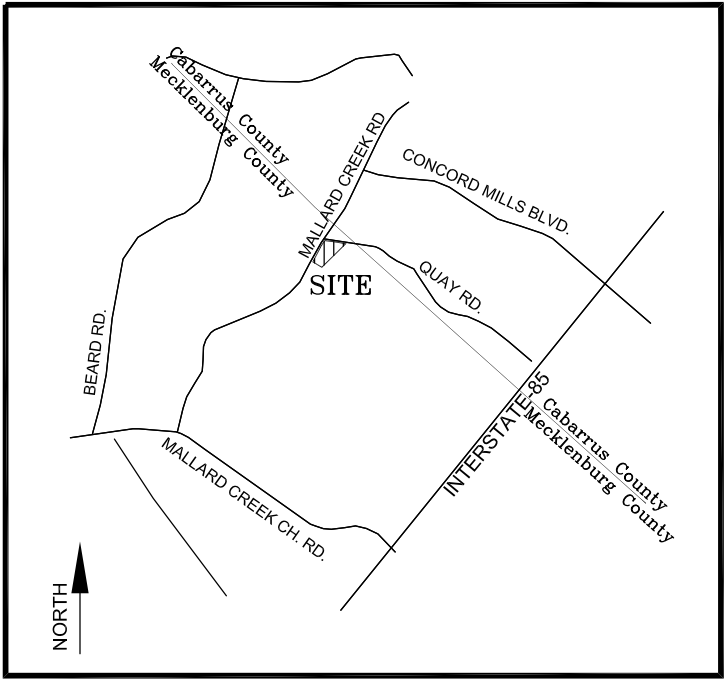 Cabarrus County
Mecklenburg County
MALLARD CREEK RD
CONCORD MILLS BLVD.
SITE
QUAY RD.
BEARD RD.
INTERSTATE 85
Cabarrus County
Mecklenburg County
MALLARD CREEK CH. RD.
NORTH